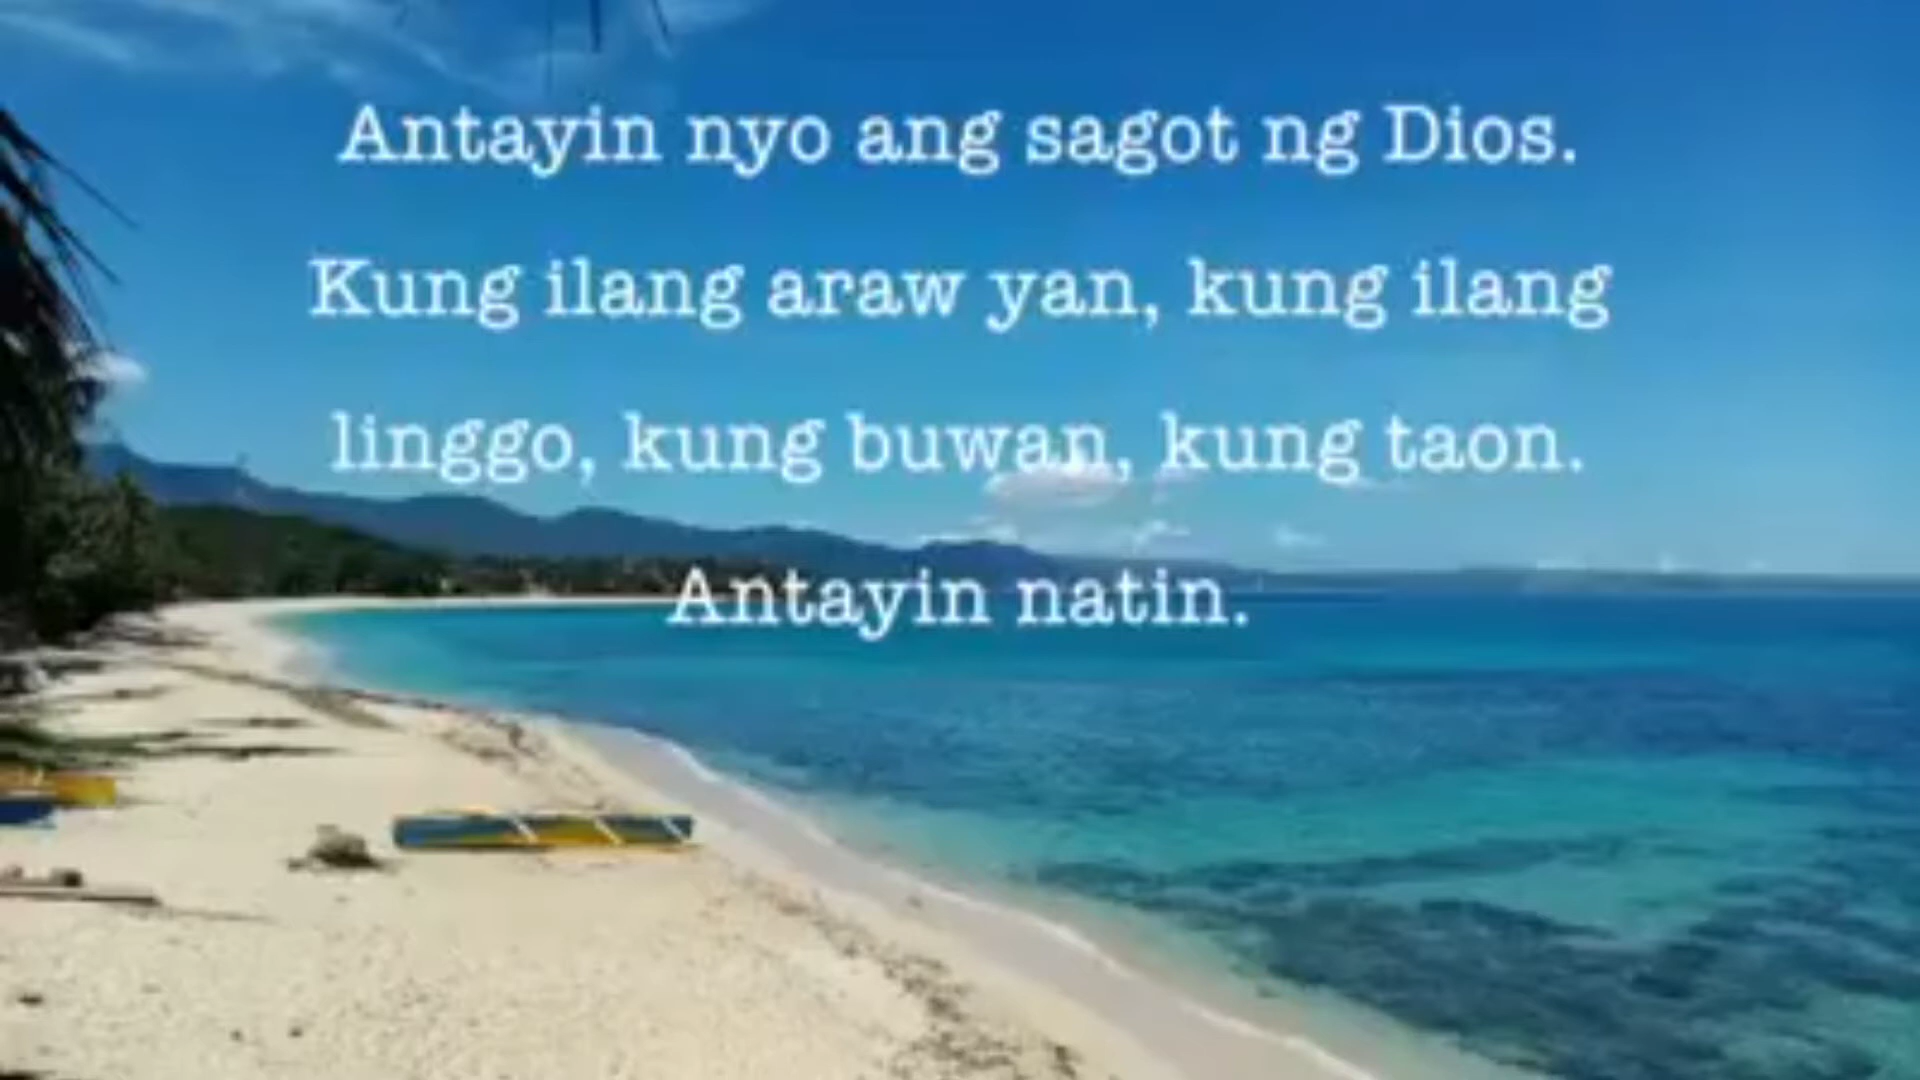 Antayin nyo ang sagot ng Dios.
Kung ilang araw yan, kung ilang
linggo, kung buwan, kung taon.
Antayin natin.